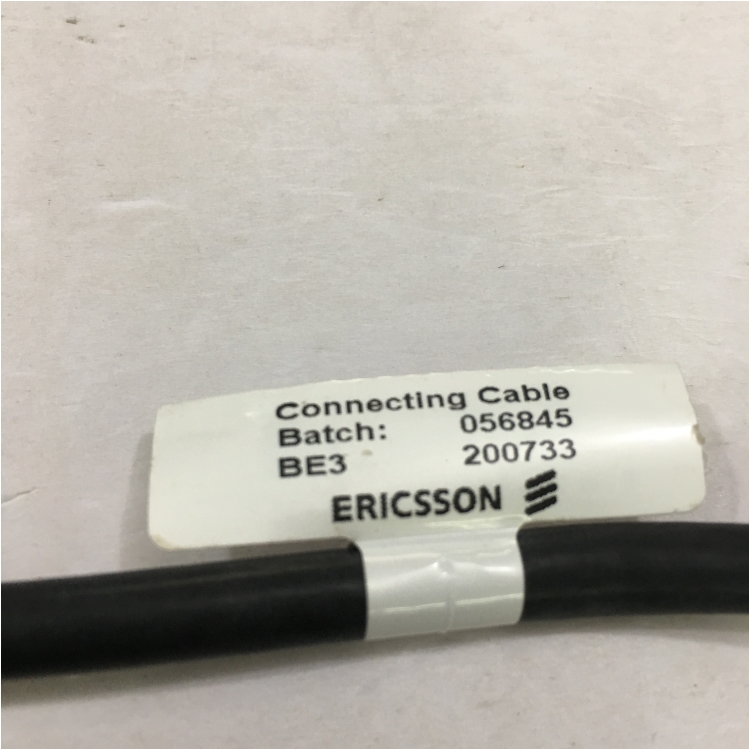 Connecting Cable
Batch: 056845
BE3 200733
ERICSSON